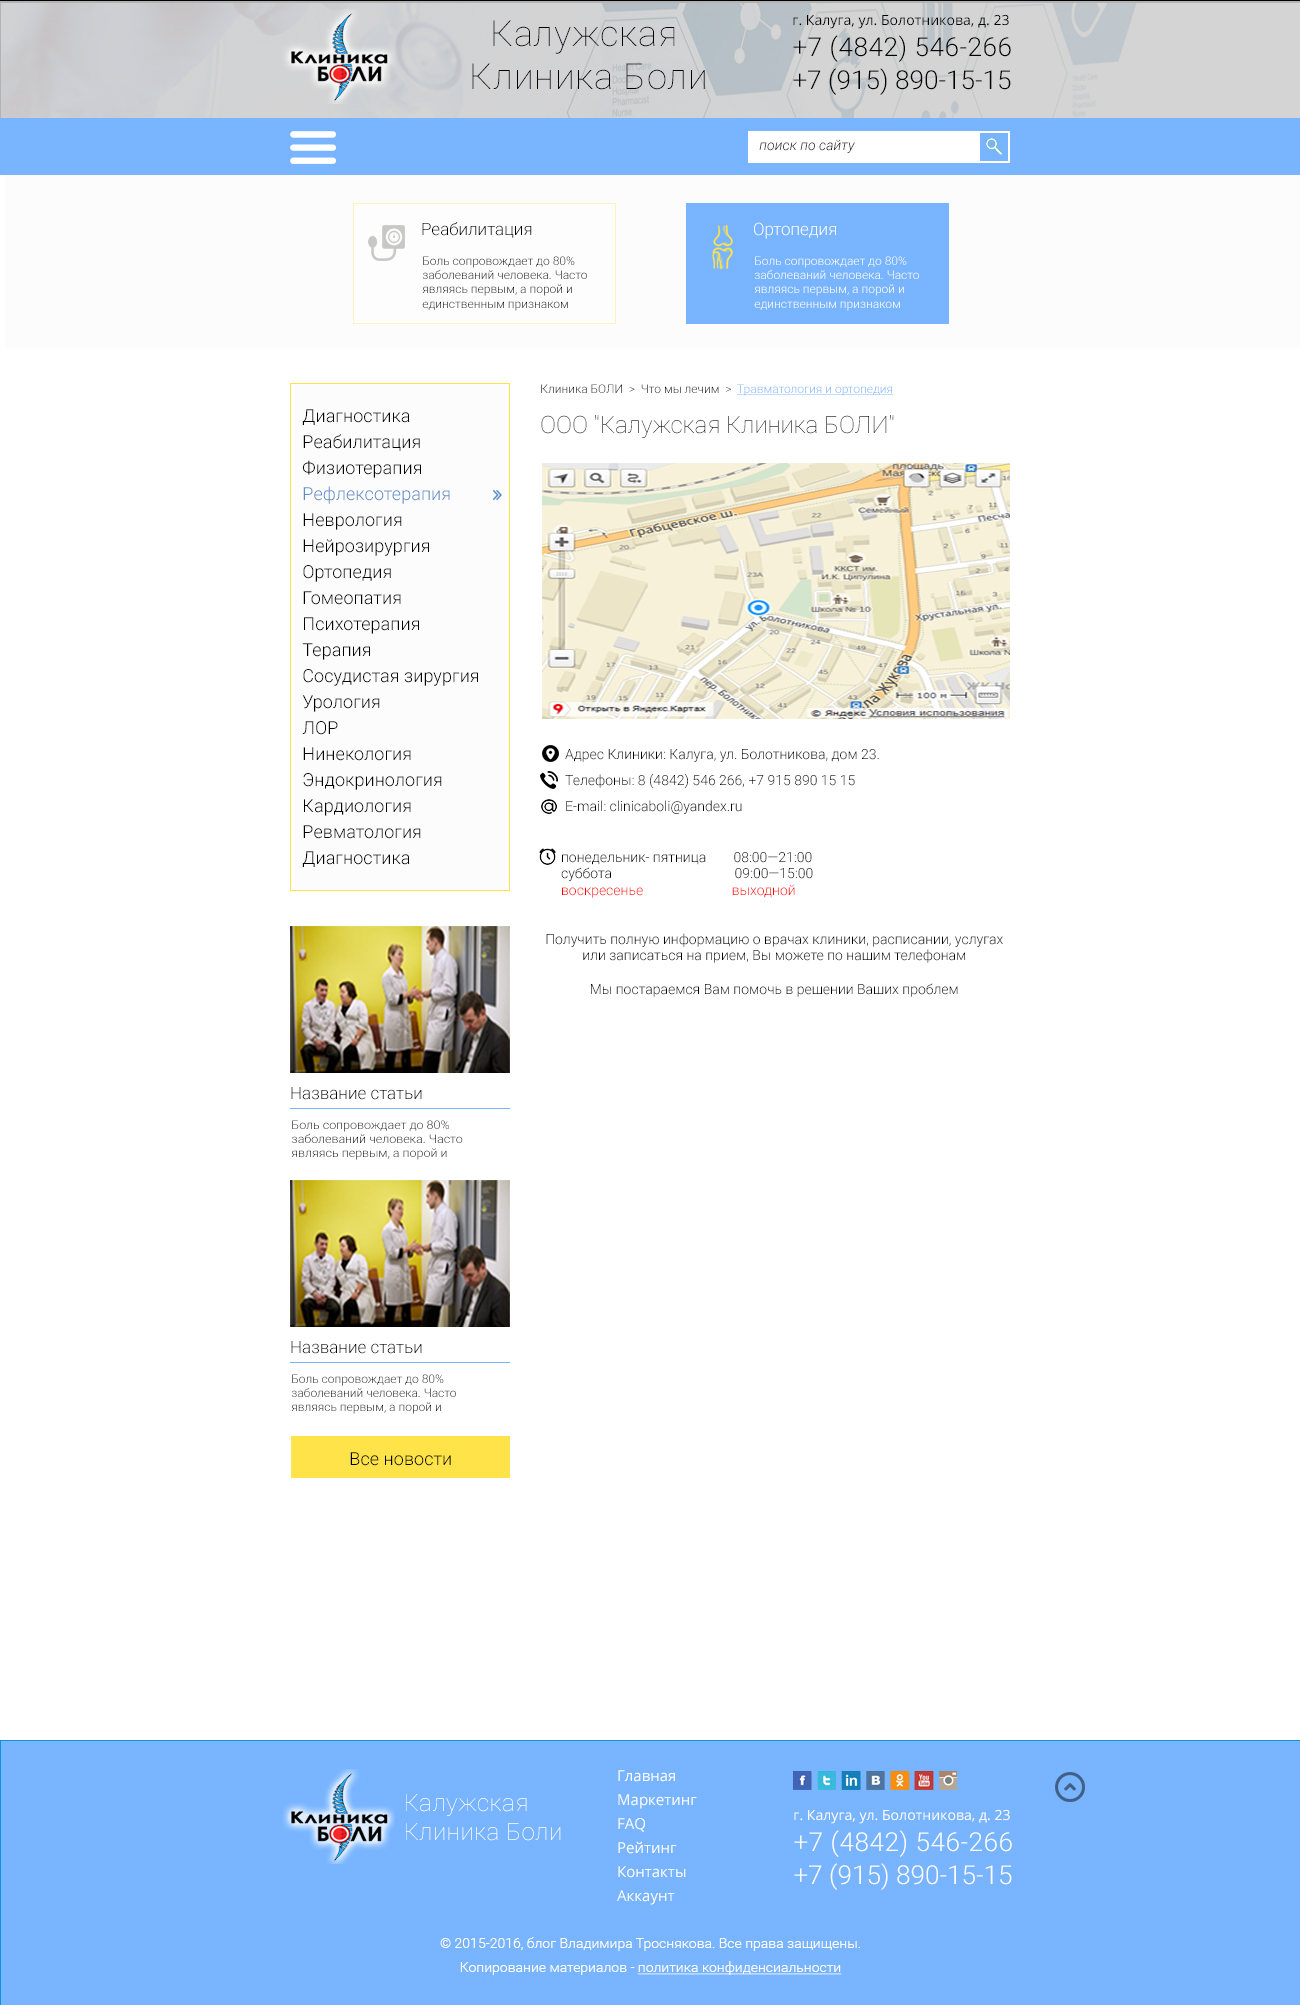 Клиника
БОЛИ
Калужская
Клиника Боли
г. Калуга, ул. Болотникова, д. 23
+7 (4842) 546-266
+7 (915) 890-15-15
поиск по сайту
Реабилитация
Боль сопровождает до 80%
заболеваний человека. Часто
являясь первым, а порой и
единственным признаком
Ортопедия
Боль сопровождает до 80%
заболеваний человека. Часто
являясь первым, а порой и
единственным признаком
Диагностика
Реабилитация
Физиотерапия
Рефлексотерапия »
Неврология
Нейрозирургия
Ортопедия
Гомеопатия
Психотерапия
Терапия
Сосудистая зирургия
Урология
ЛОР
Нинекология
Эндокринология
Кардиология
Ревматология
Диагностика
Клиника БОЛИ > Что мы лечим > Травматология и ортопедия
ООО "Калужская Клиника БОЛИ"
площадь
Грабцевское ш.
Семейный
Песча
22
20
24
23А
ККСТ им.
И.К. Ципулина
Школа № 10
Хрустальная ул.
ул. Болотникова
Школа №
пер. Болотник
ла Жукова
100 м
Открыть в Яндекс.Картах
© Яндекс Условия использования
Адрес Клиники: Калуга, ул. Болотникова, дом 23.
Телефоны: 8 (4842) 546 266, +7 915 890 15 15
E-mail: clinicaboli@yandex.ru
понедельник- пятница 08:00—21:00
суббота 09:00—15:00
воскресенье выходной
Получить полную информацию о врачах клиники, расписании, услугах
или записаться на прием, Вы можете по нашим телефонам
Мы постараемся Вам помочь в решении Ваших проблем
Название статьи
Боль сопровождает до 80%
заболеваний человека. Часто
являясь первым, а порой и
Название статьи
Боль сопровождает до 80%
заболеваний человека. Часто
являясь первым, а порой и
Все новости
Клиника
БОЛИ
Калужская
Клиника Боли
Главная
Маркетинг
FAQ
Рейтинг
Контакты
Аккаунт
г. Калуга, ул. Болотникова, д. 23
+7 (4842) 546-266
+7 (915) 890-15-15
© 2015-2016, блог Владимира Троснякова. Все права защищены.
Копирование материалов - политика конфиденсиальности